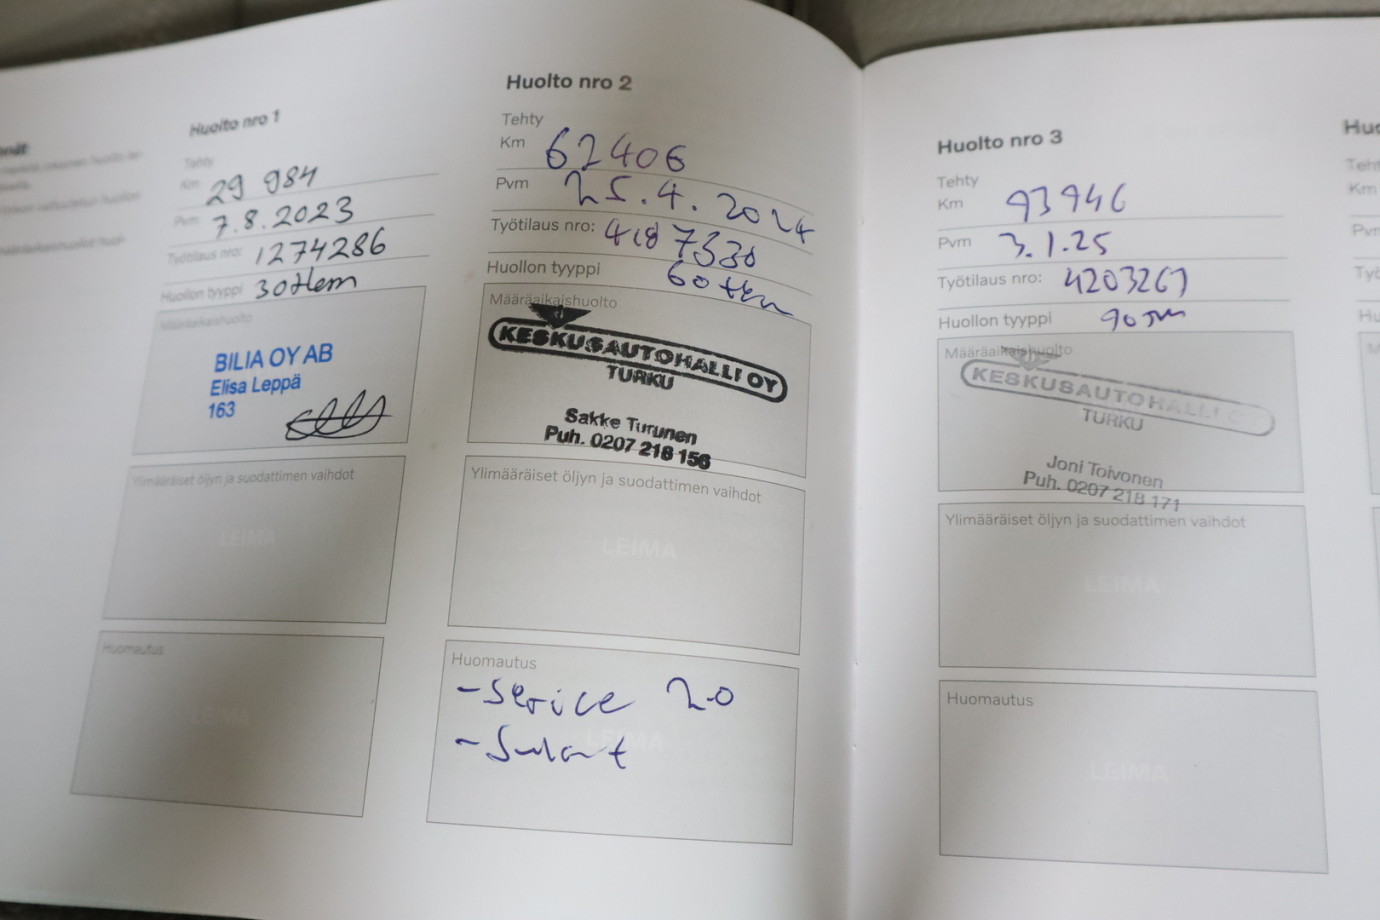 Huolto nro 1
Tehty
Km 29 984
Pvm 7.8.2023
Työtilaus nro: 1274286
Huollon tyyppi 30tkm
Määräaikaishuolto
BILIA OY AB
Elisa Leppä
163
Ylimääräiset öljyn ja suodattimen vaihdot
LEIMA
Huomautus
LEIMA
Huolto nro 2
Tehty
Km 62406
Pvm 25.4.2024
Työtilaus nro: 4187530
Huollon tyyppi 60tkm
Määräaikaishuolto
KESKUSAUTOHALLI OY
TURKU
Sakke Turunen
Puh. 0207 218 156
Ylimääräiset öljyn ja suodattimen vaihdot
LEIMA
Huomautus
- Service 2.0
- Sulat
LEIMA
Huolto nro 3
Tehty
Km 93946
Pvm 3.1.25
Työtilaus nro: 4203267
Huollon tyyppi 90
Määräaikaishuolto
KESKUSAUTOHALLI
TURKU
Joni Toivonen
Puh. 0207 218 171
Ylimääräiset öljyn ja suodattimen vaihdot
LEIMA
Huomautus
LEIMA
Km